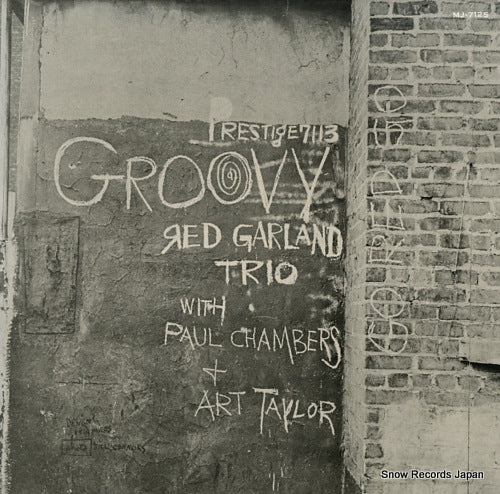 MJ-7125
PRESTIGE 7113
GROOVY
RED GARLAND
TRIO
WITH
PAUL CHAMBERS
+
ART TAYLOR
Snow Records Japan